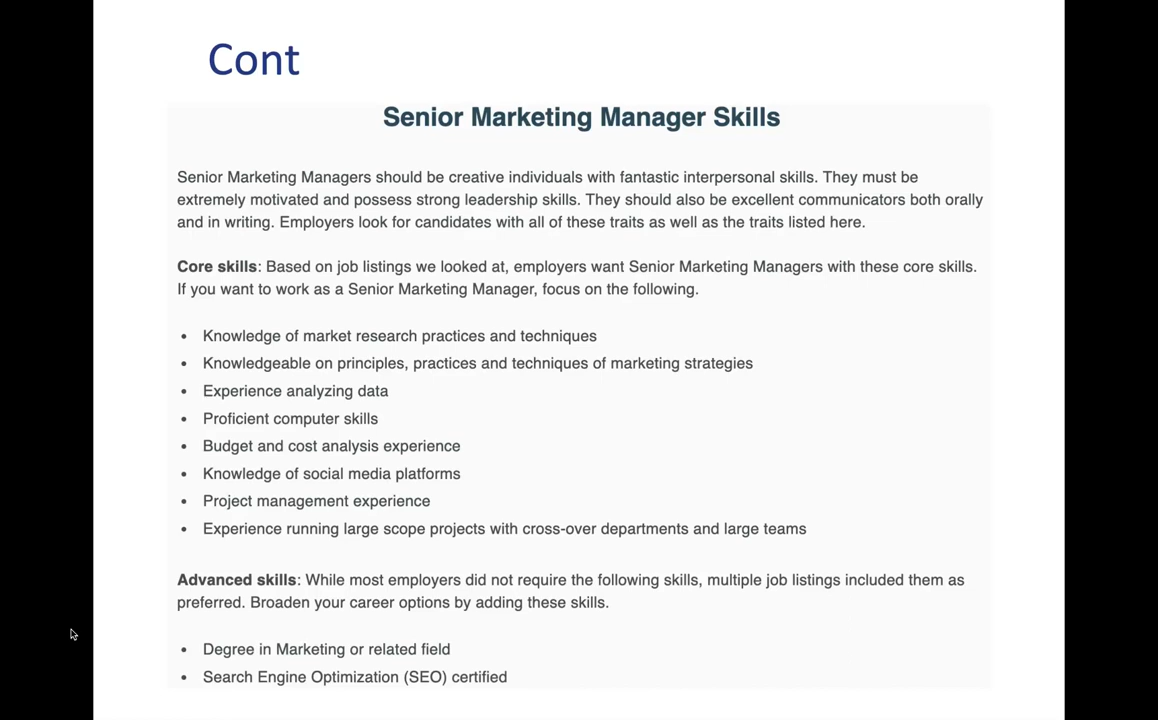 Cont
Senior Marketing Manager Skills
Senior Marketing Managers should be creative individuals with fantastic interpersonal skills. They must be
extremely motivated and possess strong leadership skills. They should also be excellent communicators both orally
and in writing. Employers look for candidates with all of these traits as well as the traits listed here.
Core skills: Based on job listings we looked at, employers want Senior Marketing Managers with these core skills.
If you want to work as a Senior Marketing Manager, focus on the following.
• Knowledge of market research practices and techniques
• Knowledgeable on principles, practices and techniques of marketing strategies
• Experience analyzing data
• Proficient computer skills
• Budget and cost analysis experience
• Knowledge of social media platforms
• Project management experience
• Experience running large scope projects with cross-over departments and large teams
Advanced skills: While most employers did not require the following skills, multiple job listings included them as
preferred. Broaden your career options by adding these skills.
• Degree in Marketing or related field
• Search Engine Optimization (SEO) certified